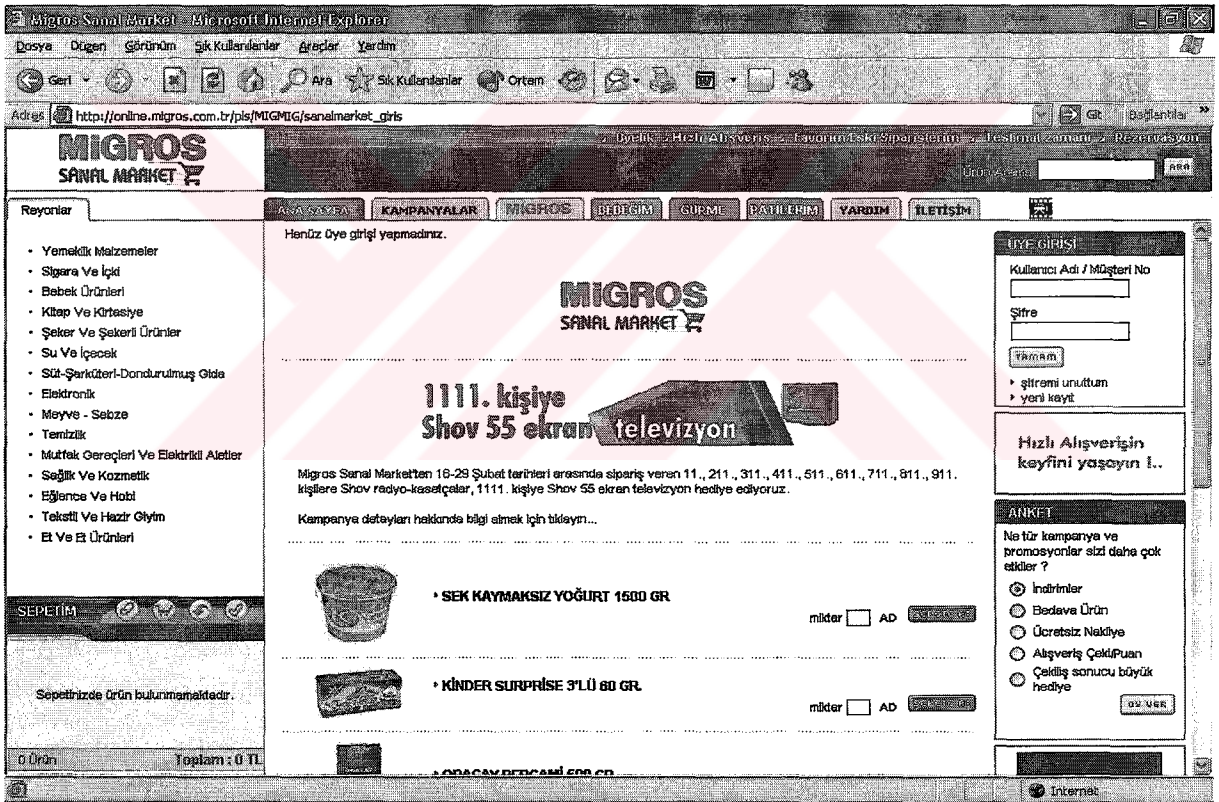 Migros Sanal Market - Microsoft Internet Explorer
Dosya Düzen Görünüm Sık Kullanılanlar Araçlar Yardım
Geri Ara Sık Kullanılanlar Ortam
Adres http://online.migros.com.tr/pls/MIGMIG/sanalmarket_giris Git Bağlantılar »
MİGROS
SANAL MARKET
Üyelik Hızlı Alışveriş Favorimdeki Siparişlerim Teslimat Zamanı Rezervasyon
Ürün Arama ARA
Reyonlar
ANA SAYFA KAMPANYALAR MIGROS BEBEĞİM GURME PATİLERİM YARDIM İLETİŞİM
• Yemeklik Malzemeler
• Sigara Ve İçki
• Bebek Ürünleri
• Kitap Ve Kirtasiye
• Şeker Ve Şekerli Ürünler
• Su Ve İçecek
• Süt-Şarküteri-Dondurulmuş Gida
• Elektronik
• Meyve - Sebze
• Temizlik
• Mutfak Gereçleri Ve Elektrikli Aletler
• Sağlik Ve Kozmetik
• Eğlence Ve Hobi
• Tekstil Ve Hazir Giyim
• Et Ve Et Ürünleri
SEPETİM
Sepetinizde ürün bulunmamaktadır.
0 Ürün Toplam : 0 TL
Henüz üye girişi yapmadınız.
MİGROS
SANAL MARKET
1111. kişiye
Shov 55 ekran televizyon
Migros Sanal Market'ten 16-29 Şubat tarihleri arasında sipariş veren 11., 211., 311., 411., 511., 611., 711., 811., 911.
kişilere Shov radyo-kasetçalar, 1111. kişiye Shov 55 ekran televizyon hediye ediyoruz.
Kampanya detayları hakkında bilgi almak için tıklayın...
SEK KAYMAKSIZ YOĞURT 1500 GR
miktar AD
KİNDER SURPRİSE 3'LÜ 60 GR.
miktar AD
ÜYE GİRİŞİ
Kullanıcı Adı / Müşteri No
Şifre
TAMAM
şifremi unuttum
yeni kayıt
Hızlı Alışverişin
keyfini yaşayın !..
ANKET
Ne tür kampanya ve
promosyonlar sizi daha çok
etkiler ?
İndirimler
Bedava Ürün
Ücretsiz Nakliye
Alışveriş Çeki/Puan
Çekiliş sonucu büyük
hediye
OY VER
Internet